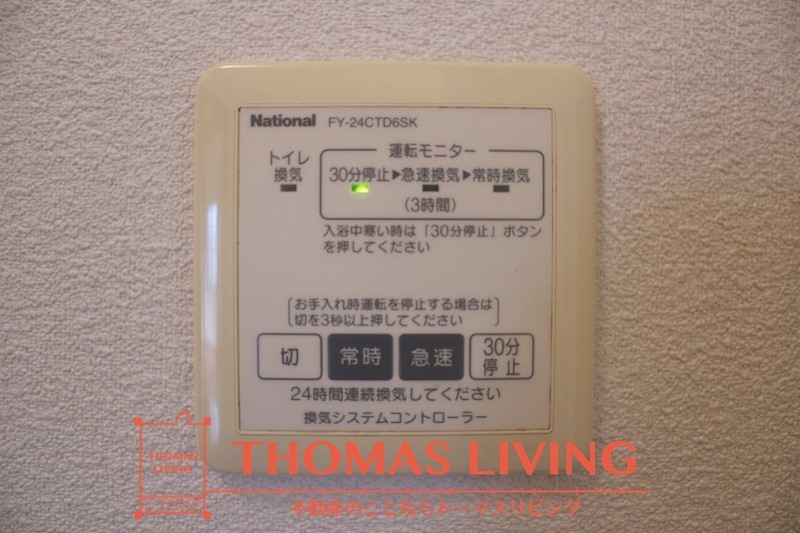 National FY-24CTD6SK
トイレ
換気
運転モニター
30分停止▶急速換気▶常時換気
(3時間)
入浴中寒い時は「30分停止」ボタン
を押してください
お手入れ時運転を停止する場合は
切を3秒以上押してください
切 常時 急速 30分
停止
24時間連続換気してください
換気システムコントローラー
THOMAS LIVING
THOMAS
LIVING
不動産のことならトーマスリビング